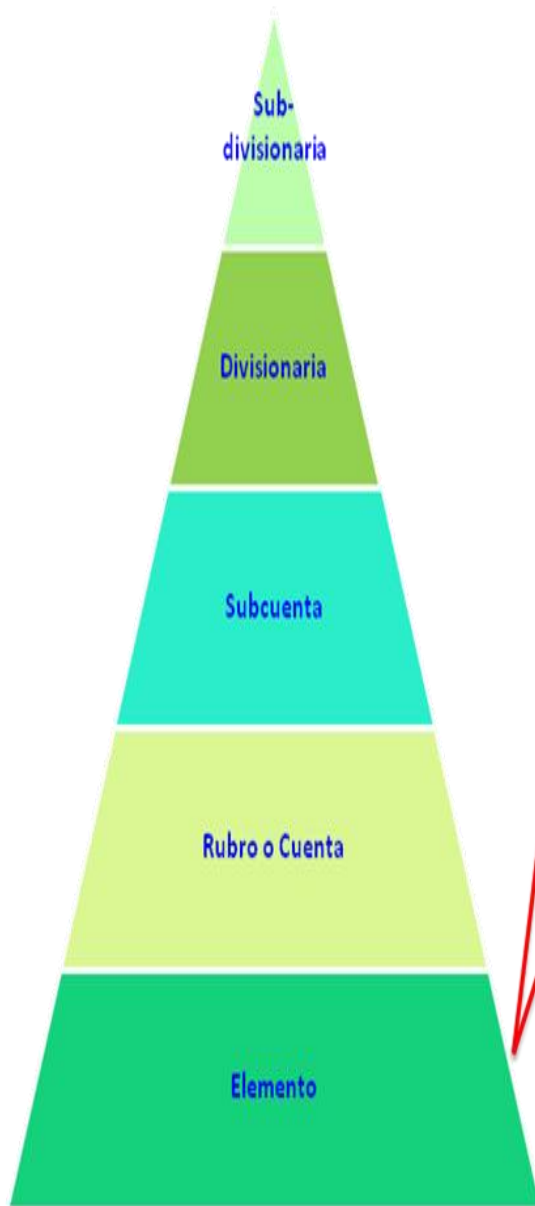 Sub-
divisionaria
Divisionaria
Subcuenta
Rubro o Cuenta
Elemento